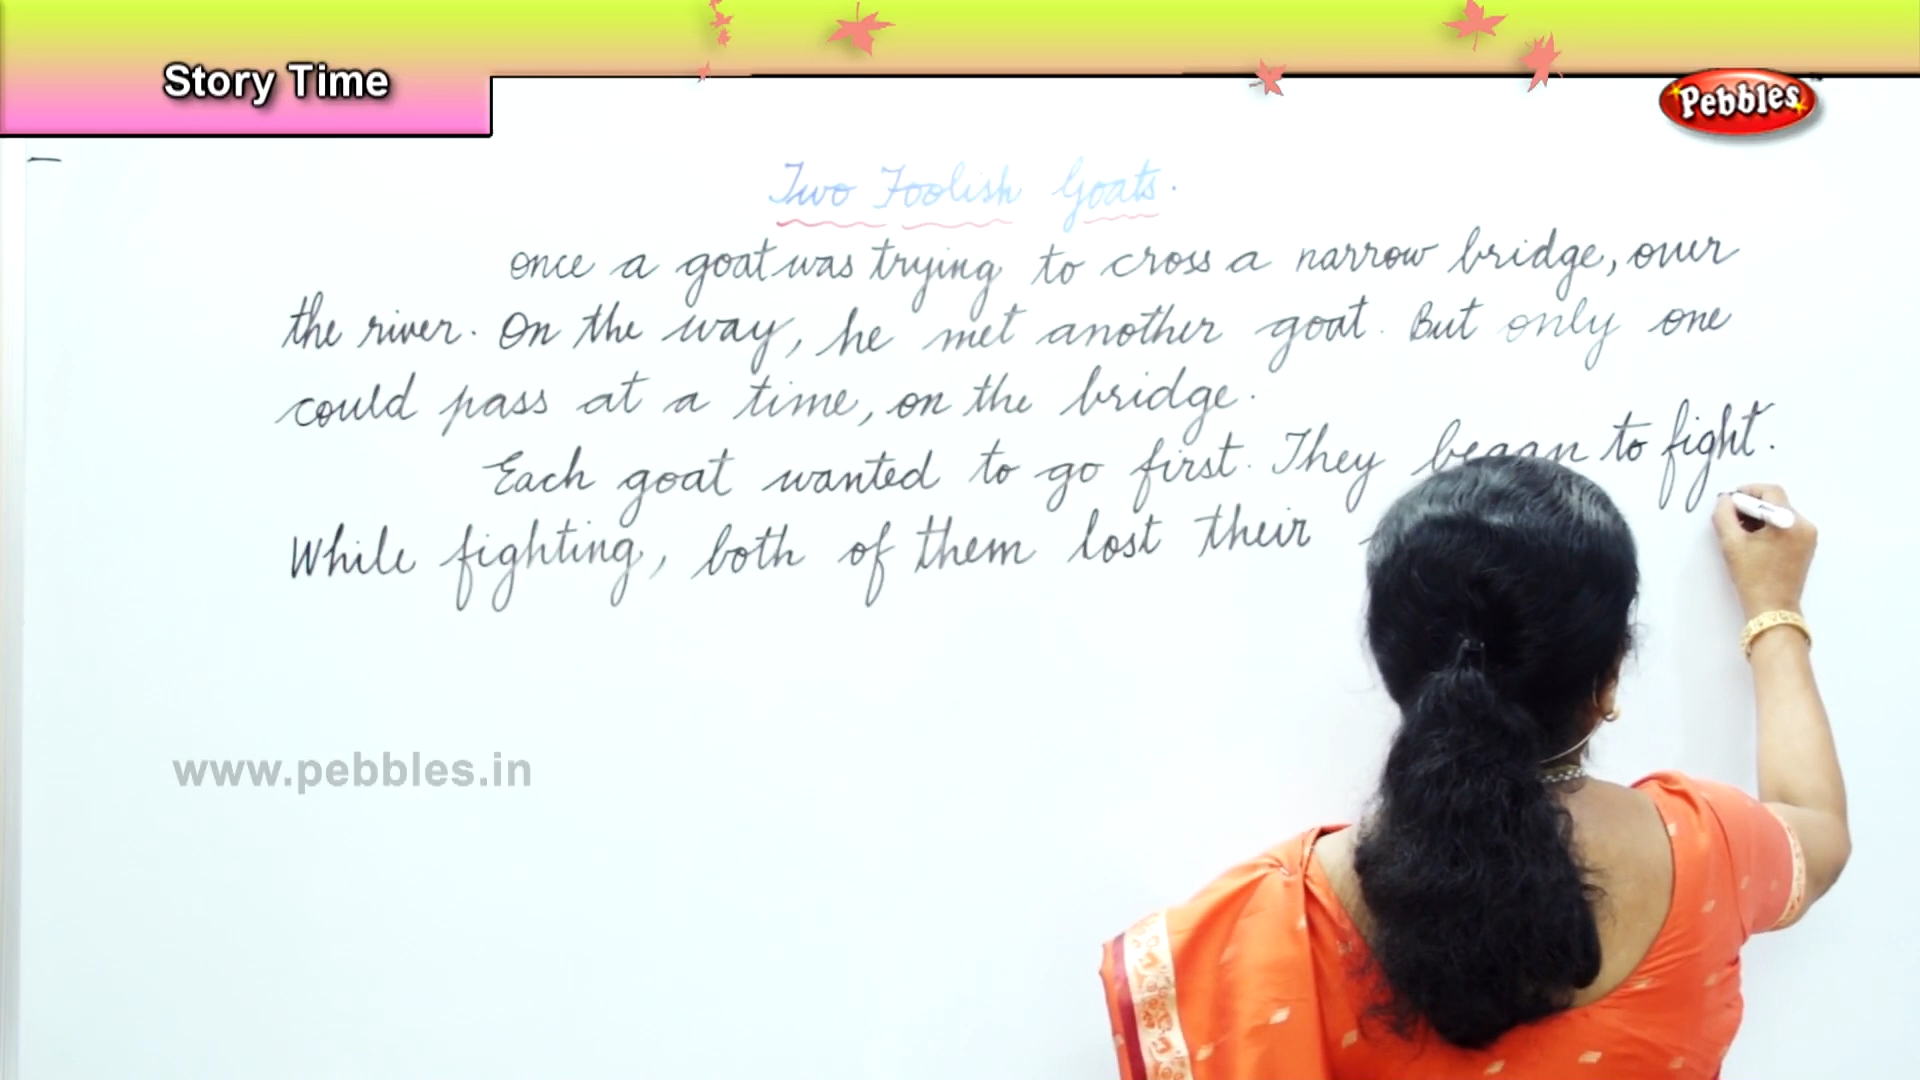 Story Time
Pebbles
Two Foolish Goats.
once a goat was trying to cross a narrow bridge, over
the river. On the way, he met another goat. But only one
could pass at a time, on the bridge.
Each goat wanted to go first. They began to fight.
While fighting, both of them lost their
www.pebbles.in